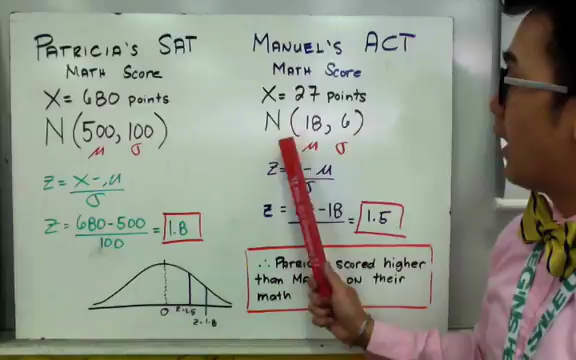 PATRICIA'S SAT
MATH SCORE
X = 680 POINTS
N (500, 100)
μ σ
Z = X - μ
σ
Z = 680 - 500 = 1.8
100
0 Z=1.5
Z=1.8
MANUEL'S ACT
MATH SCORE
X = 27 POINTS
N (18, 6)
μ σ
Z = - μ
σ
Z = - 18 = 1.5
∴ PATRICIA SCORED HIGHER
THAN ON THEIR
MATH